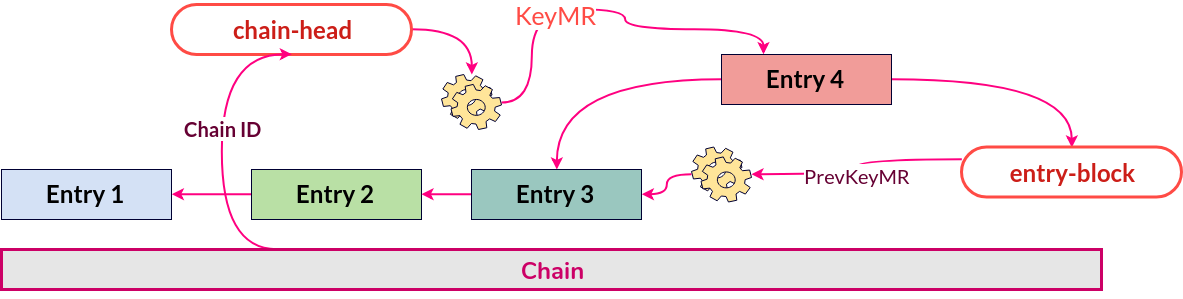 KeyMR
chain-head
Entry 4
Chain ID
PrevKeyMR
entry-block
Entry 1
Entry 2
Entry 3
Chain